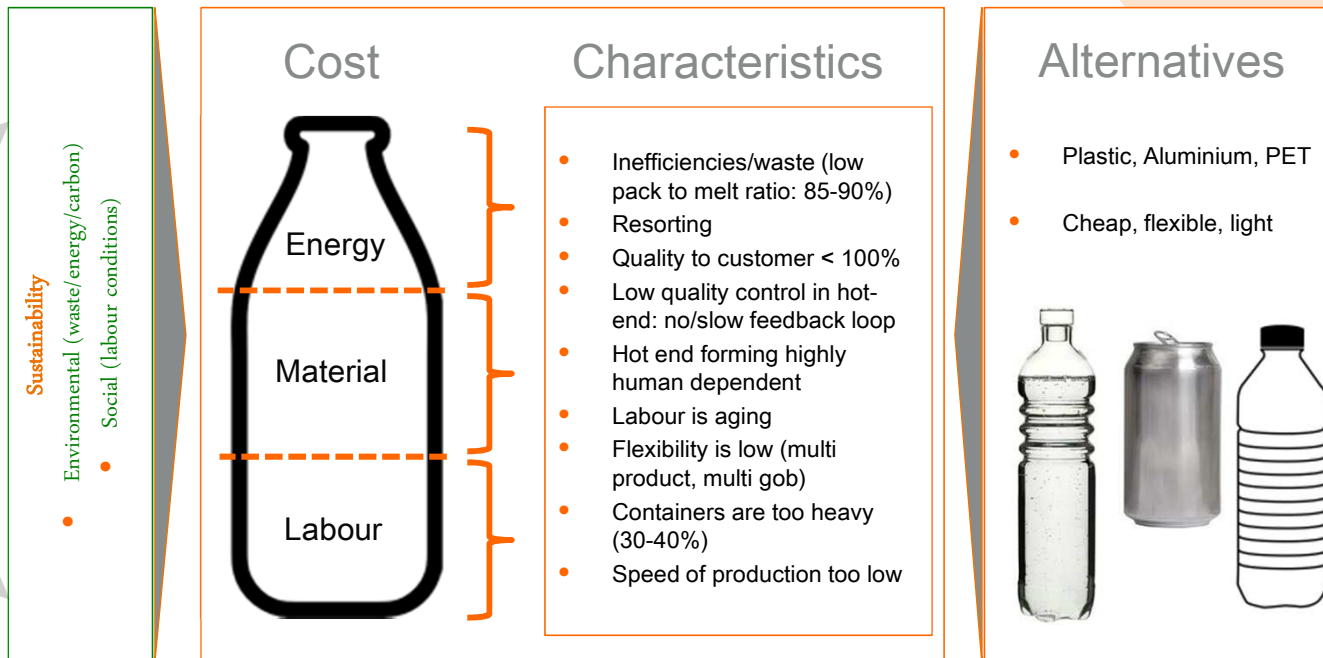 Sustainability
• Environmental (waste/energy/carbon)
• Social (labour conditions)
Cost
Energy
Material
Labour
Characteristics
• Inefficiencies/waste (low
pack to melt ratio: 85-90%)
• Resorting
• Quality to customer < 100%
• Low quality control in hot-
end: no/slow feedback loop
• Hot end forming highly
human dependent
• Labour is aging
• Flexibility is low (multi
product, multi gob)
• Containers are too heavy
(30-40%)
• Speed of production too low
Alternatives
• Plastic, Aluminium, PET
• Cheap, flexible, light